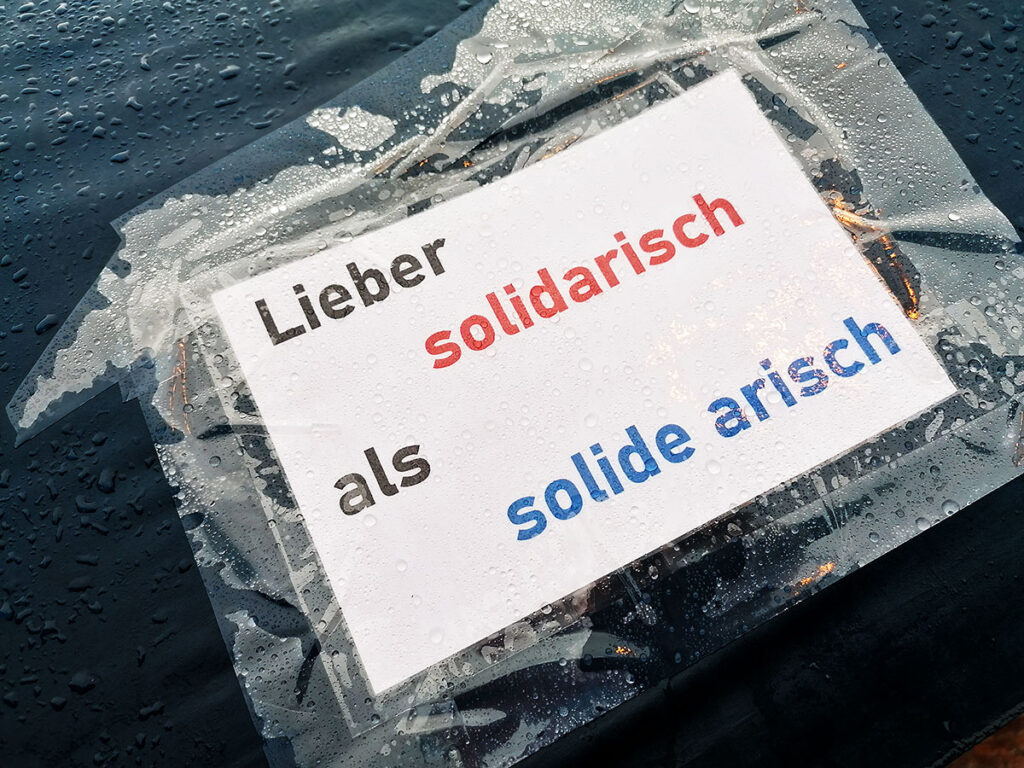 Lieber
solidarisch
als
solide arisch